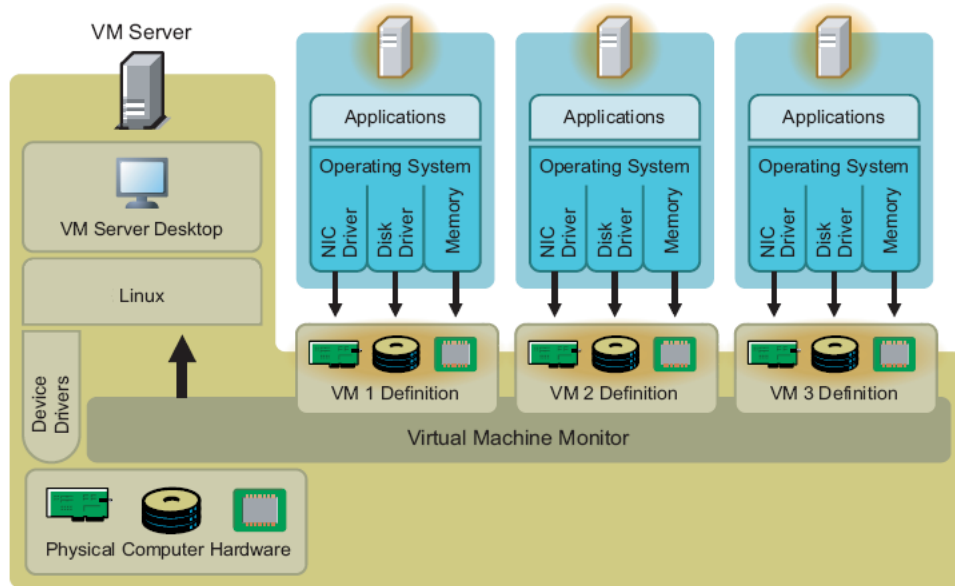 VM Server
VM Server Desktop
Linux
Device
Drivers
Physical Computer Hardware
Applications
Operating System
NIC
Driver
Disk
Driver
Memory
VM 1 Definition
Applications
Operating System
NIC
Driver
Disk
Driver
Memory
VM 2 Definition
Applications
Operating System
NIC
Driver
Disk
Driver
Memory
VM 3 Definition
Virtual Machine Monitor